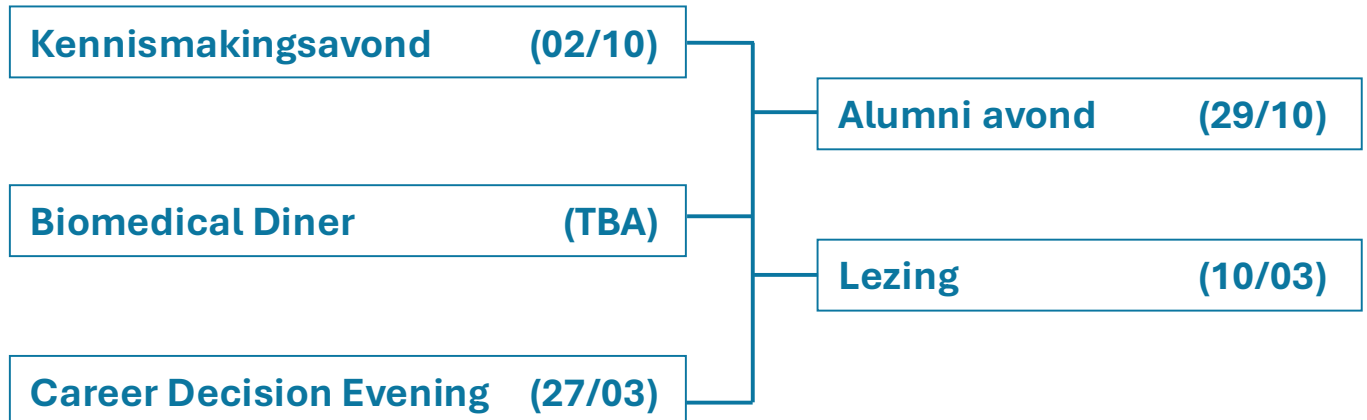 Kennismakingsavond (02/10)
Alumni avond (29/10)
Biomedical Diner (TBA)
Lezing (10/03)
Career Decision Evening (27/03)